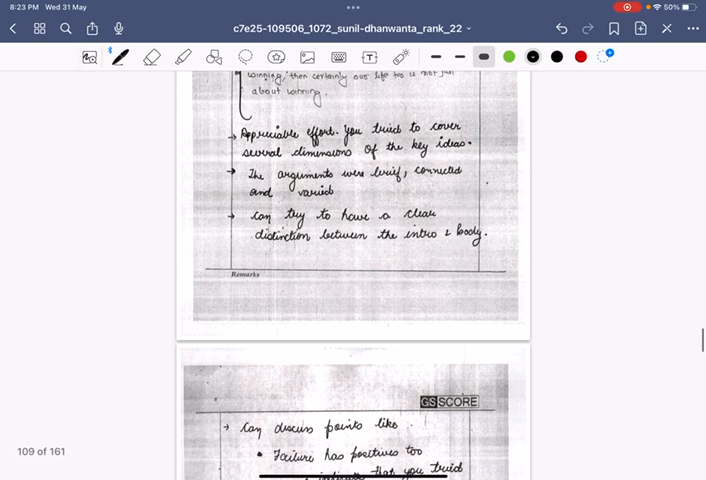 8:23 PM Wed 31 May
50%
c7e25-109506_1072_sunil-dhanwanta_rank_22
winning, then certainly our life too is not just
about winning.
→ Appreciable effort. You tried to cover
several dimensions of the key ideas.
→ The arguments were brief, connected
and varied
→ can try to have a clear
distinction between the intro & body.
Remarks
GS SCORE
→ Can discuss points like
• Failure has positives too
that you tried
109 of 161